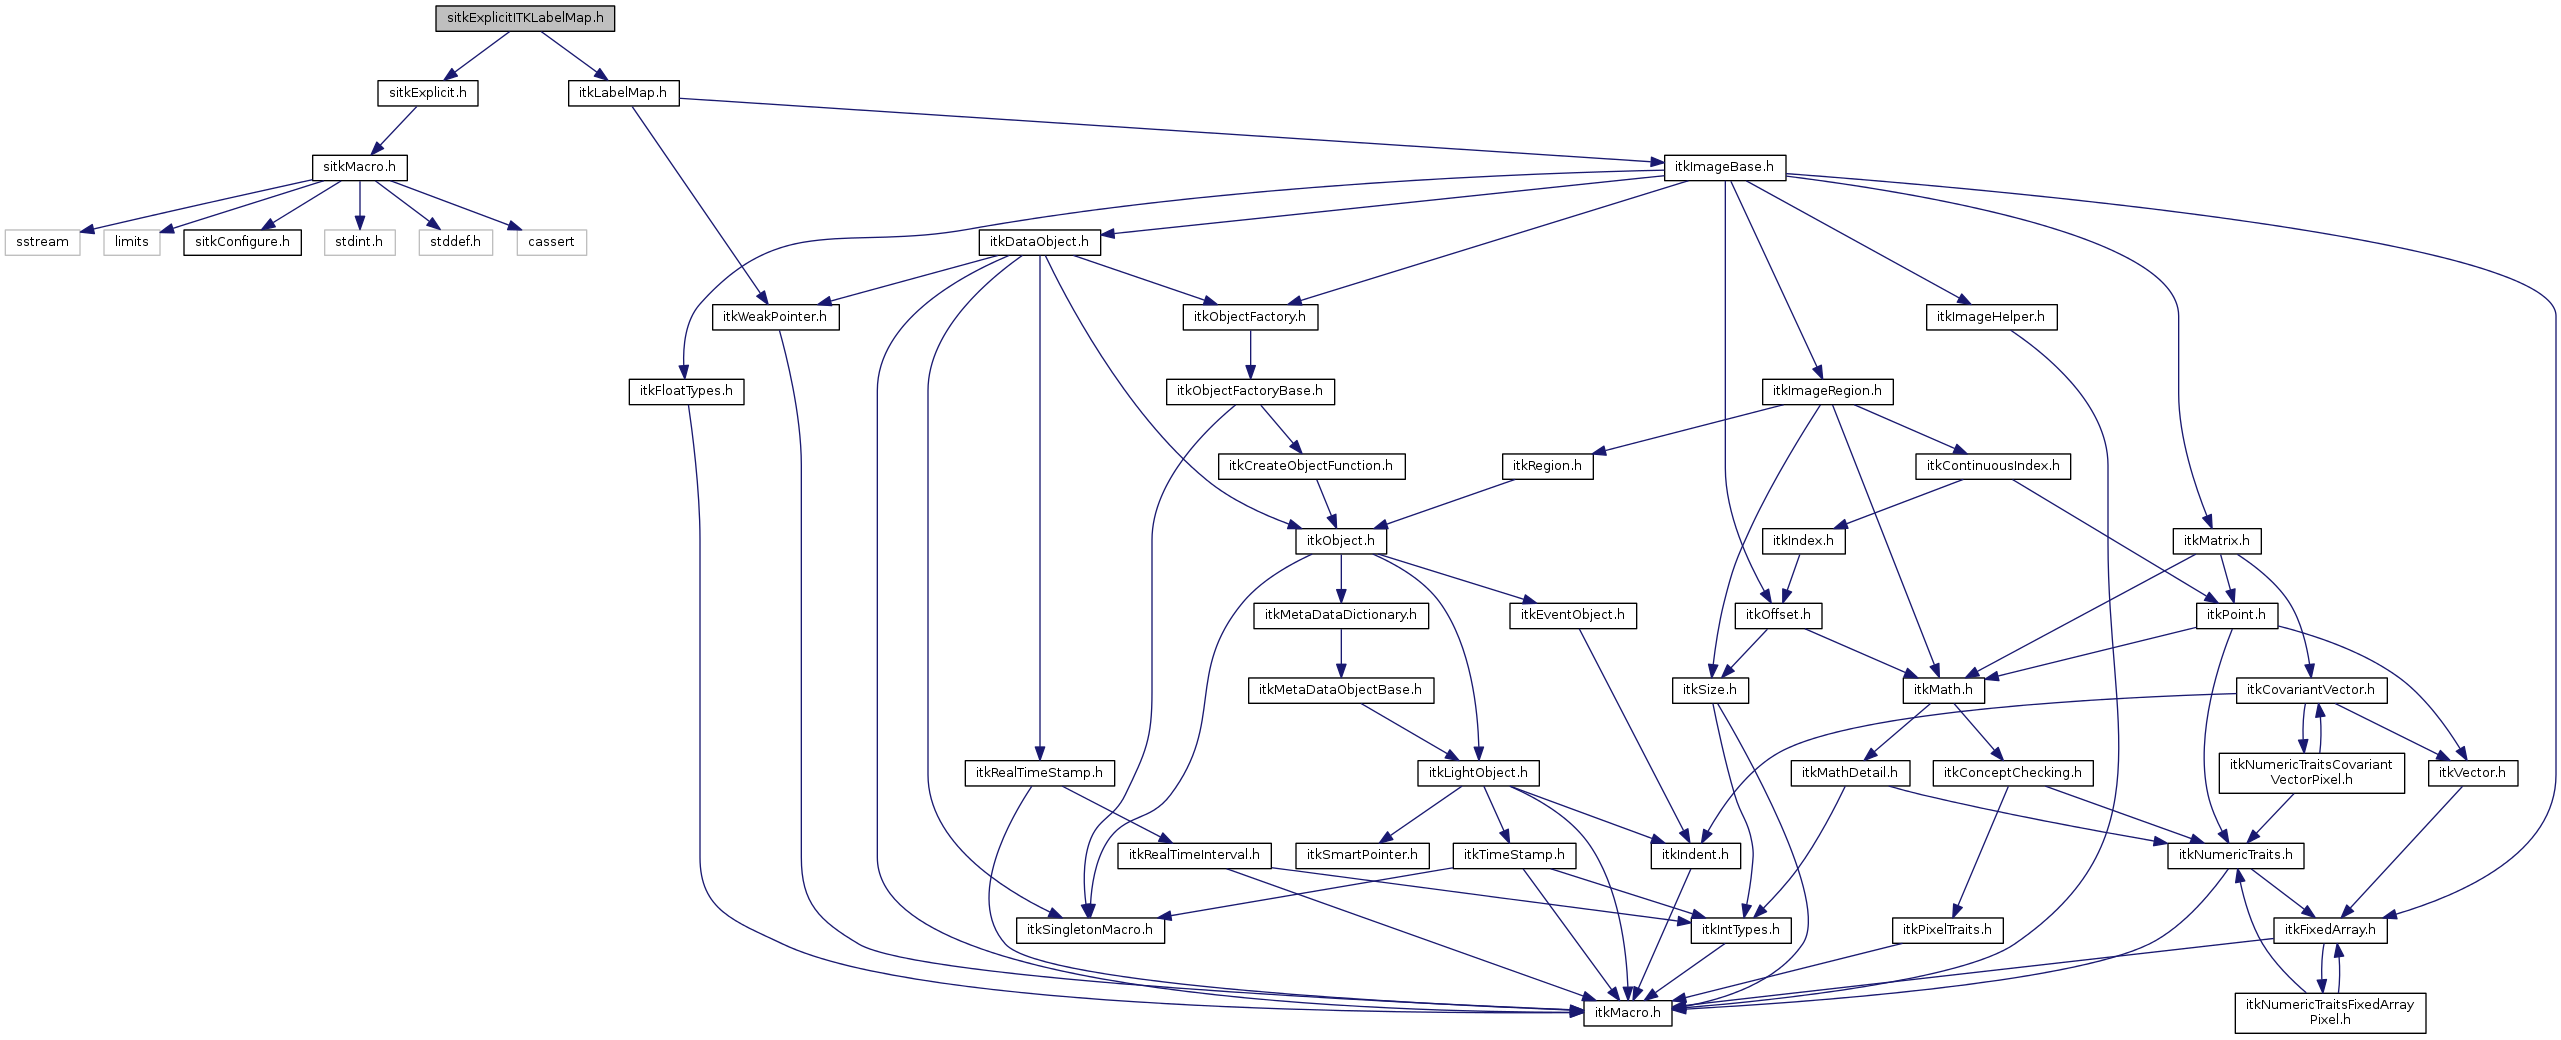 sitkExplicitITKLabelMap.h
sitkExplicit.h
itkLabelMap.h
sitkMacro.h
itkImageBase.h
sstream
limits
sitkConfigure.h
stdint.h
stddef.h
cassert
itkDataObject.h
itkWeakPointer.h
itkObjectFactory.h
itkImageHelper.h
itkFloatTypes.h
itkObjectFactoryBase.h
itkImageRegion.h
itkCreateObjectFunction.h
itkRegion.h
itkContinuousIndex.h
itkObject.h
itkIndex.h
itkMatrix.h
itkMetaDataDictionary.h
itkEventObject.h
itkOffset.h
itkPoint.h
itkMetaDataObjectBase.h
itkSize.h
itkMath.h
itkCovariantVector.h
itkRealTimeStamp.h
itkLightObject.h
itkMathDetail.h
itkConceptChecking.h
itkNumericTraitsCovariant
VectorPixel.h
itkVector.h
itkRealTimeInterval.h
itkSmartPointer.h
itkTimeStamp.h
itkIndent.h
itkNumericTraits.h
itkSingletonMacro.h
itkIntTypes.h
itkPixelTraits.h
itkFixedArray.h
itkMacro.h
itkNumericTraitsFixedArray
Pixel.h